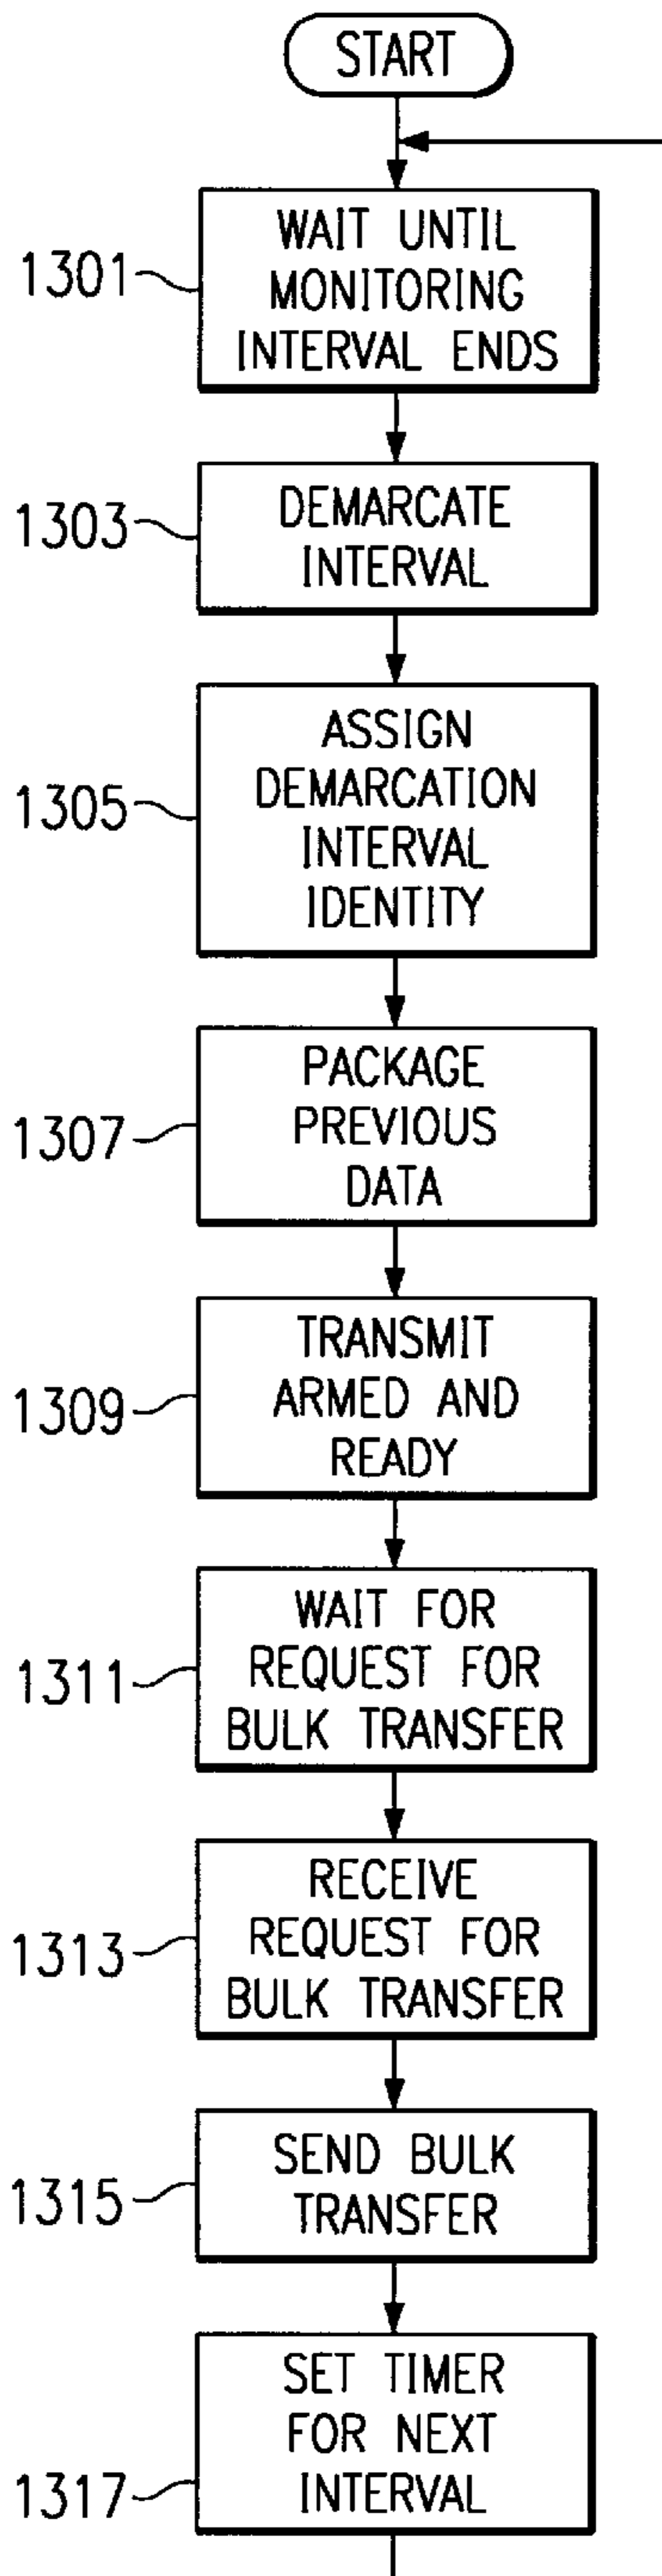 START
1301
WAIT UNTIL
MONITORING
INTERVAL ENDS
1303
DEMARCATE
INTERVAL
1305
ASSIGN
DEMARCATION
INTERVAL
IDENTITY
1307
PACKAGE
PREVIOUS
DATA
1309
TRANSMIT
ARMED AND
READY
1311
WAIT FOR
REQUEST FOR
BULK TRANSFER
1313
RECEIVE
REQUEST FOR
BULK TRANSFER
1315
SEND BULK
TRANSFER
1317
SET TIMER
FOR NEXT
INTERVAL